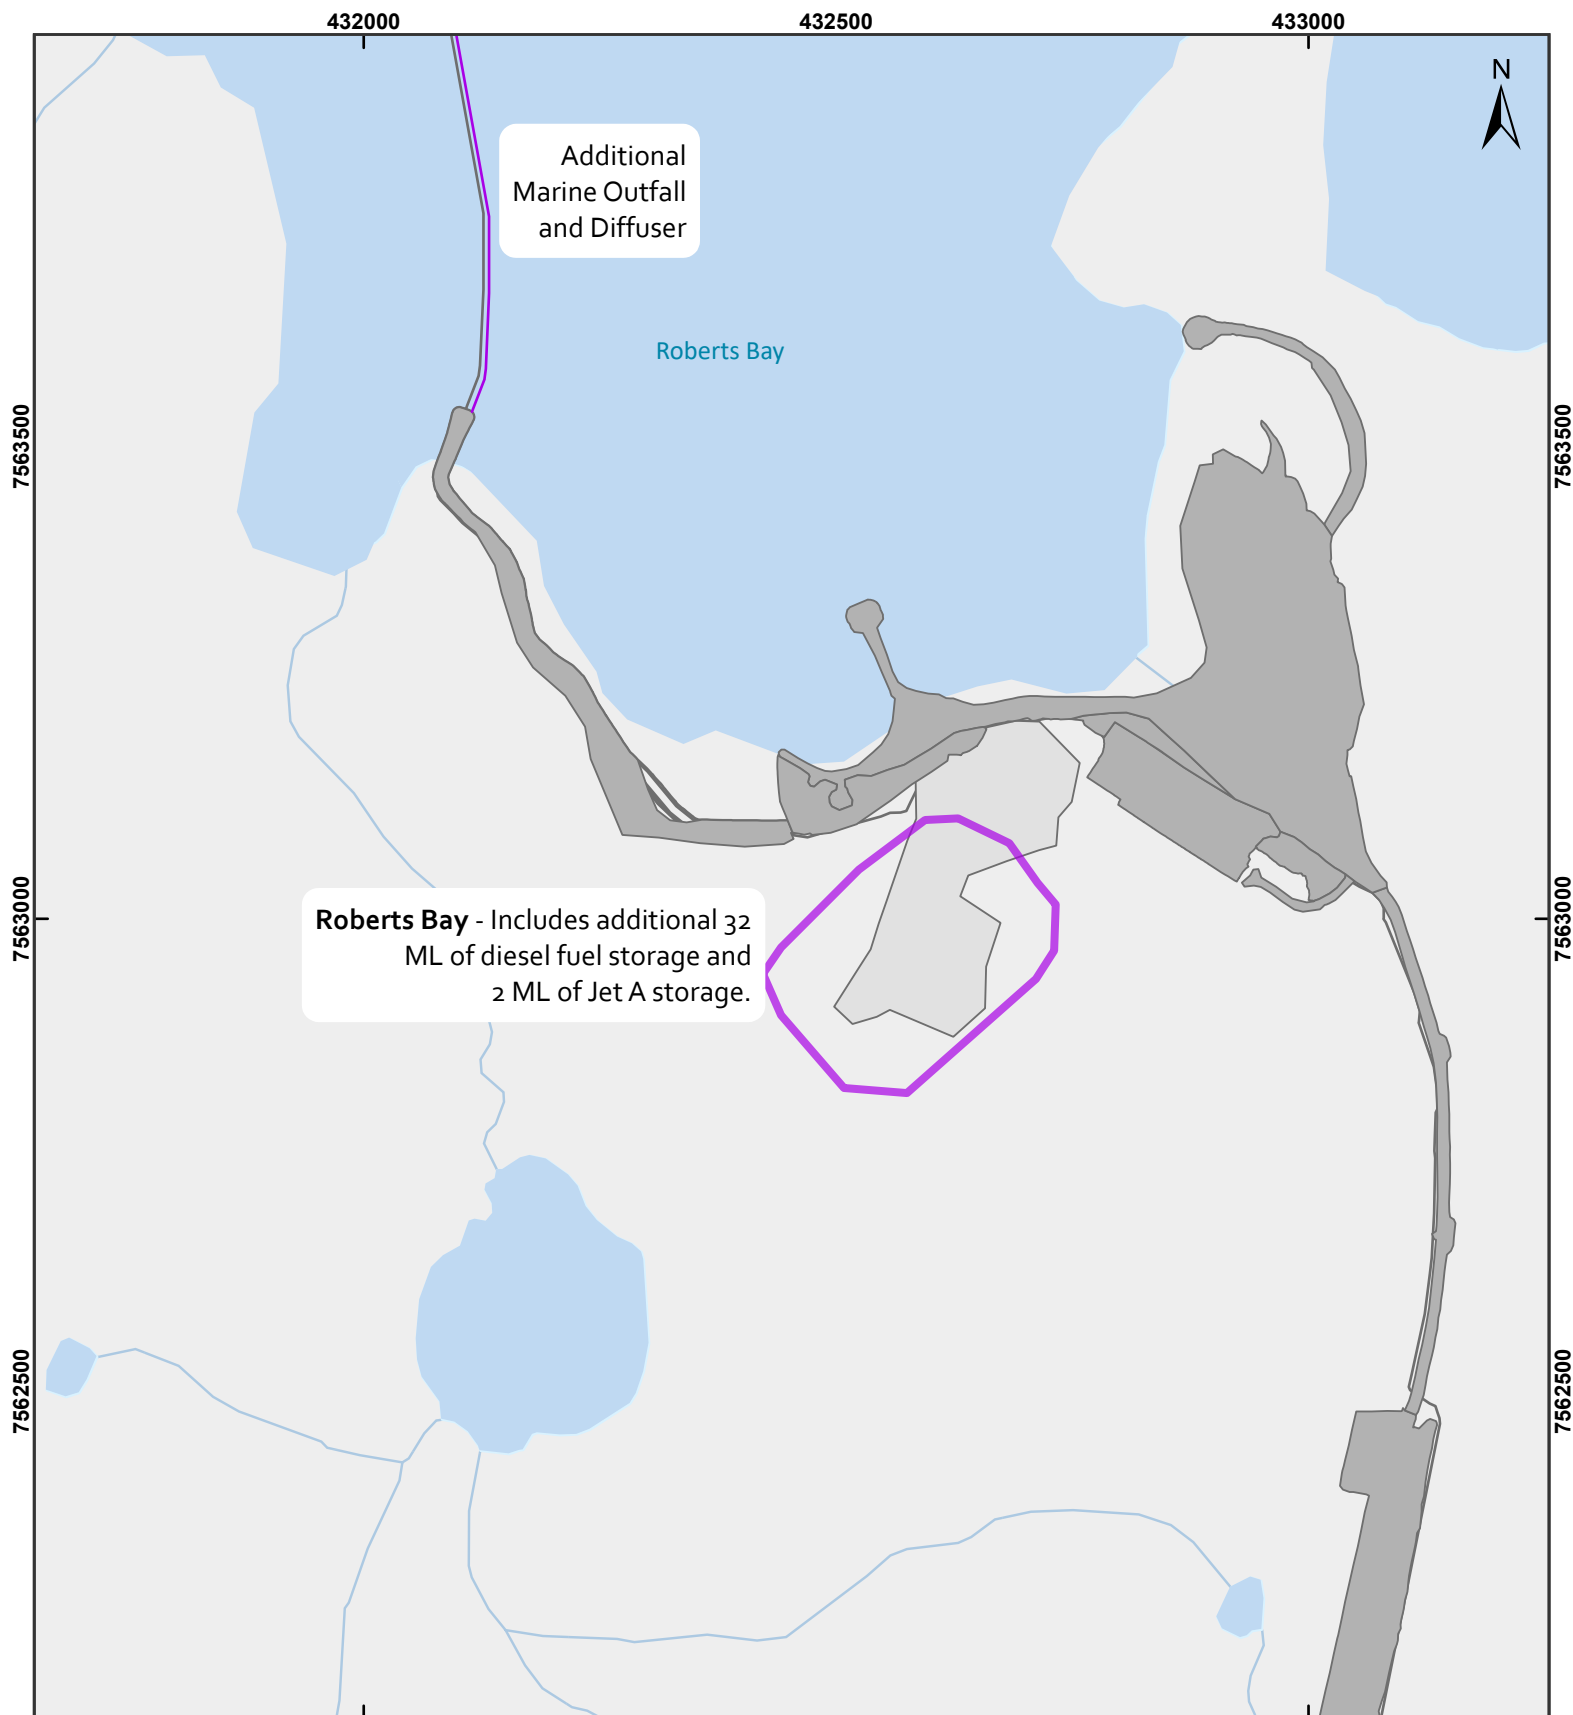 432000
432500
433000
N
Additional
Marine Outfall
and Diffuser
Roberts Bay
7563500
7563500
Roberts Bay - Includes additional 32
ML of diesel fuel storage and
2 ML of Jet A storage.
7563000
7563000
7562500
7562500